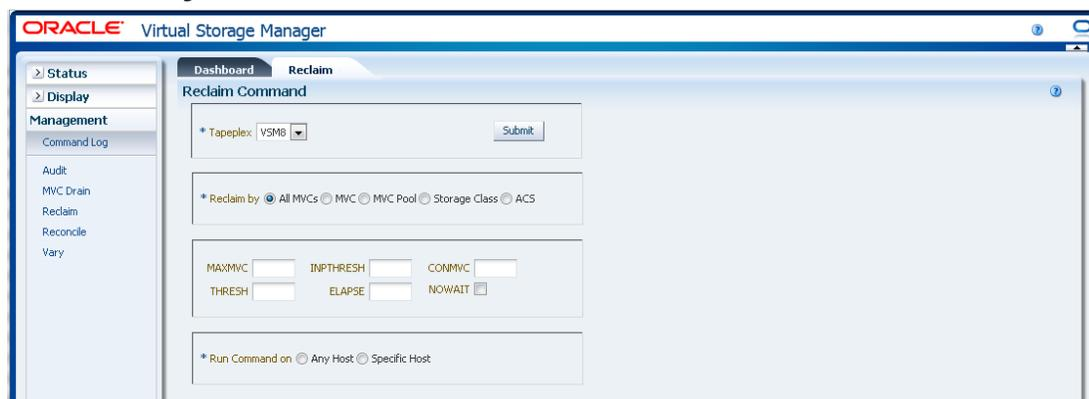 ORACLE Virtual Storage Manager
Status
Display
Management
Command Log
Audit
MVC Drain
Reclaim
Reconcile
Vary
Dashboard Reclaim
Reclaim Command
* Tapeplex VSM8 Submit
* Reclaim by All MVCs MVC MVC Pool Storage Class ACS
MAXMVC INPTHRESH CONMVC
THRESH ELAPSE NOWAIT
* Run Command on Any Host Specific Host